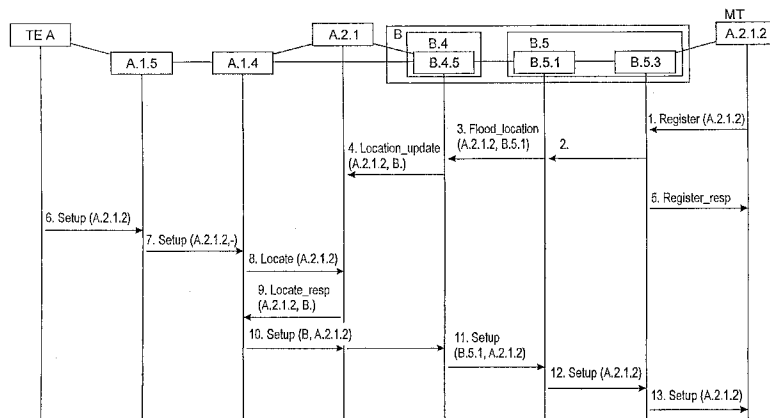 MT
TE A
A.2.1
B
B.4
B.5
A.2.1.2
A.1.5
A.1.4
B.4.5
B.5.1
B.5.3
1. Register (A.2.1.2)
2.
3. Flood_location
(A.2.1.2, B.5.1)
4. Location_update
(A.2.1.2, B.)
5. Register_resp
6. Setup (A.2.1.2)
7. Setup (A.2.1.2,-)
8. Locate (A.2.1.2)
9. Locate_resp
(A.2.1.2, B.)
10. Setup (B, A.2.1.2)
11. Setup
(B.5.1, A.2.1.2)
12. Setup (A.2.1.2)
13. Setup (A.2.1.2)